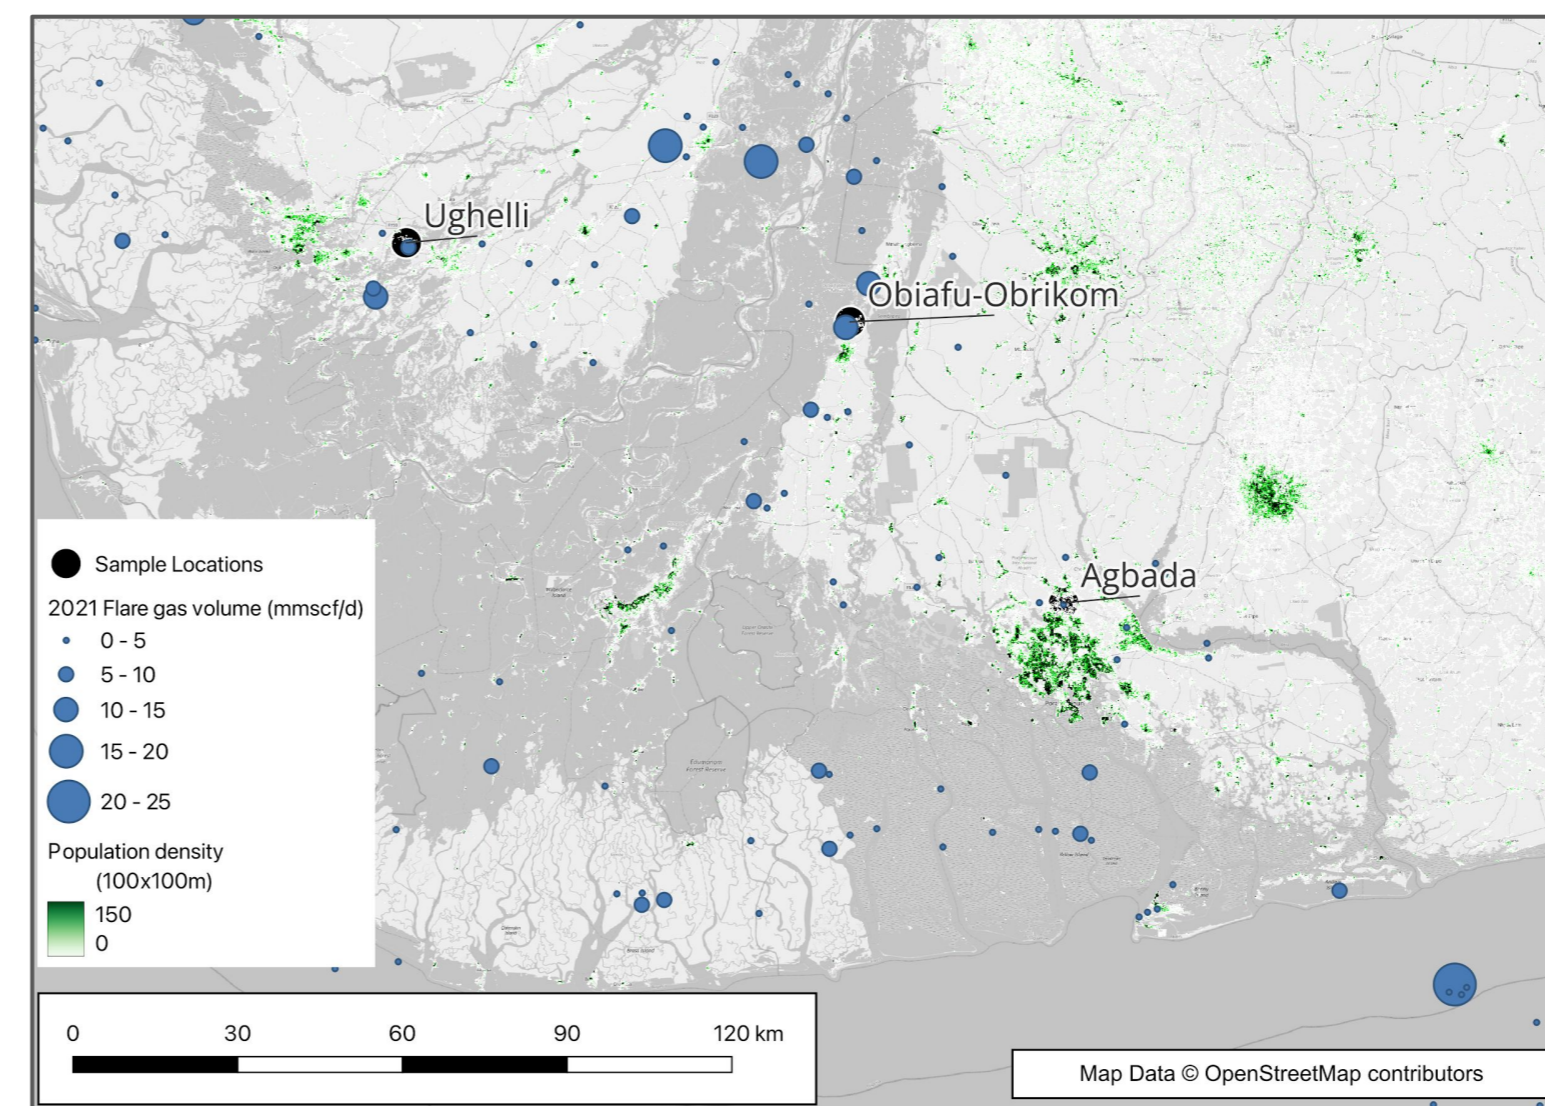 Ughelli
Obiafu-Obrikom
Agbada
Sample Locations
2021 Flare gas volume (mmscf/d)
0 - 5
5 - 10
10 - 15
15 - 20
20 - 25
Population density
(100x100m)
150
0
0 30 60 90 120 km
Map Data © OpenStreetMap contributors